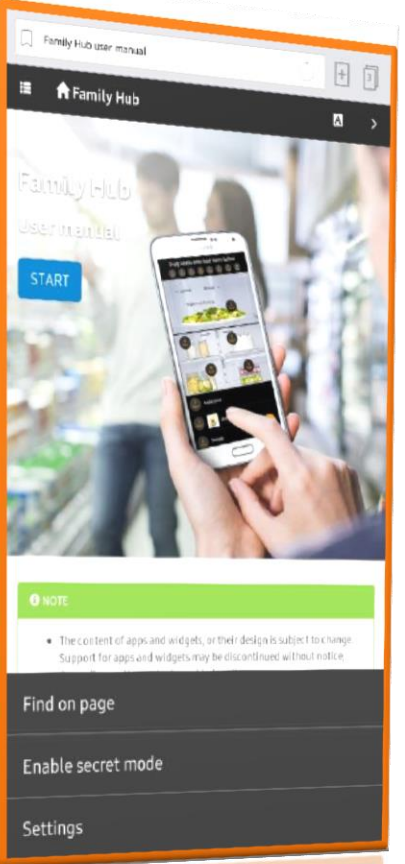 Family Hub user manual
3
Family Hub
A
Family Hub
User manual
START
NOTE
The content of apps and widgets, or their design is subject to change.
Support for apps and widgets may be discontinued without notice.
Find on page
Enable secret mode
Settings